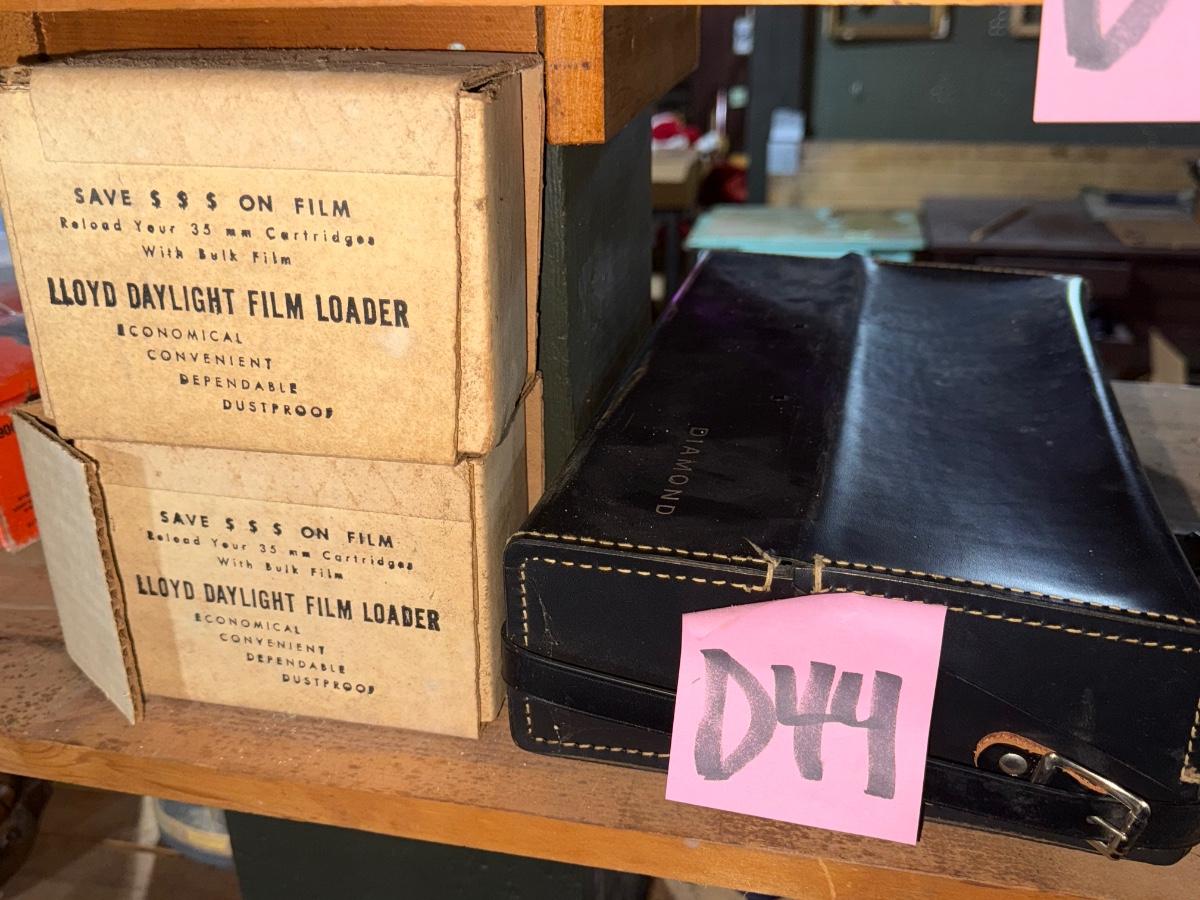 SAVE $ $ $ ON FILM
Reload Your 35 mm Cartridges
With Bulk Film
LLOYD DAYLIGHT FILM LOADER
ECONOMICAL
CONVENIENT
DEPENDABLE
DUSTPROOF
SAVE $ $ $ ON FILM
Reload Your 35 mm Cartridges
With Bulk Film
LLOYD DAYLIGHT FILM LOADER
ECONOMICAL
CONVENIENT
DEPENDABLE
DUSTPROOF
DIAMOND
D44